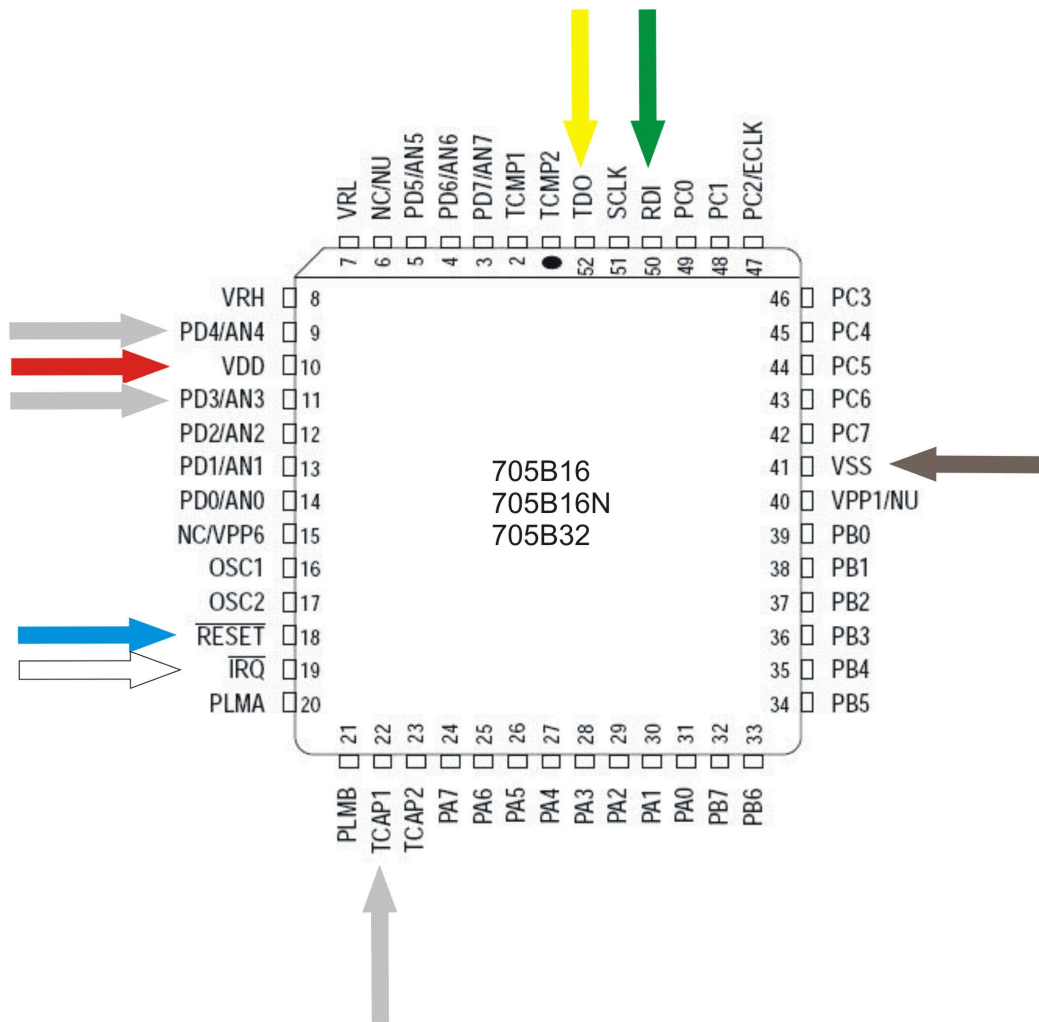 VRL
NC/NU
PD5/AN5
PD6/AN6
PD7/AN7
TCMP1
TCMP2
TDO
SCLK
RDI
PC0
PC1
PC2/ECLK
7
6
5
4
3
2
52
51
50
49
48
47
VRH 8
PD4/AN4 9
VDD 10
PD3/AN3 11
PD2/AN2 12
PD1/AN1 13
PD0/AN0 14
NC/VPP6 15
OSC1 16
OSC2 17
RESET 18
IRQ 19
PLMA 20
705B16
705B16N
705B32
46 PC3
45 PC4
44 PC5
43 PC6
42 PC7
41 VSS
40 VPP1/NU
39 PB0
38 PB1
37 PB2
36 PB3
35 PB4
34 PB5
21
22
23
24
25
26
27
28
29
30
31
32
33
PLMB
TCAP1
TCAP2
PA7
PA6
PA5
PA4
PA3
PA2
PA1
PA0
PB7
PB6